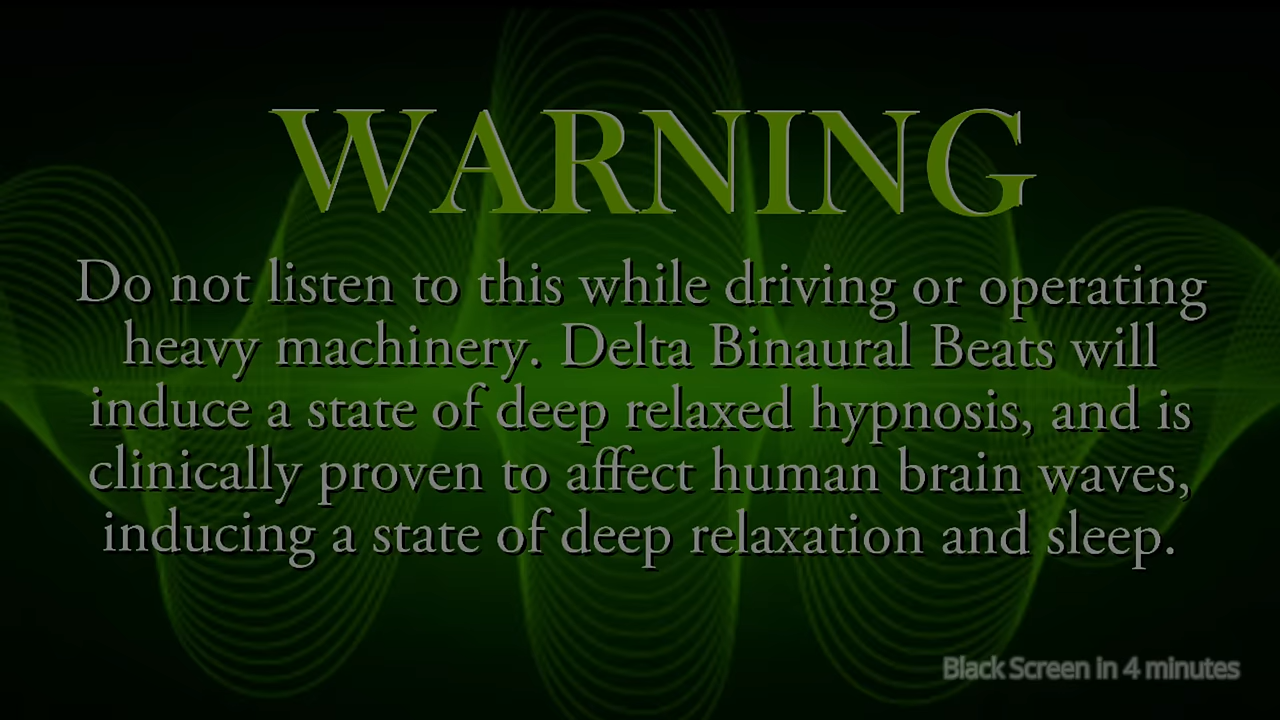 WARNING
Do not listen to this while driving or operating
heavy machinery. Delta Binaural Beats will
induce a state of deep relaxed hypnosis, and is
clinically proven to affect human brain waves,
inducing a state of deep relaxation and sleep.
Black Screen in 4 minutes